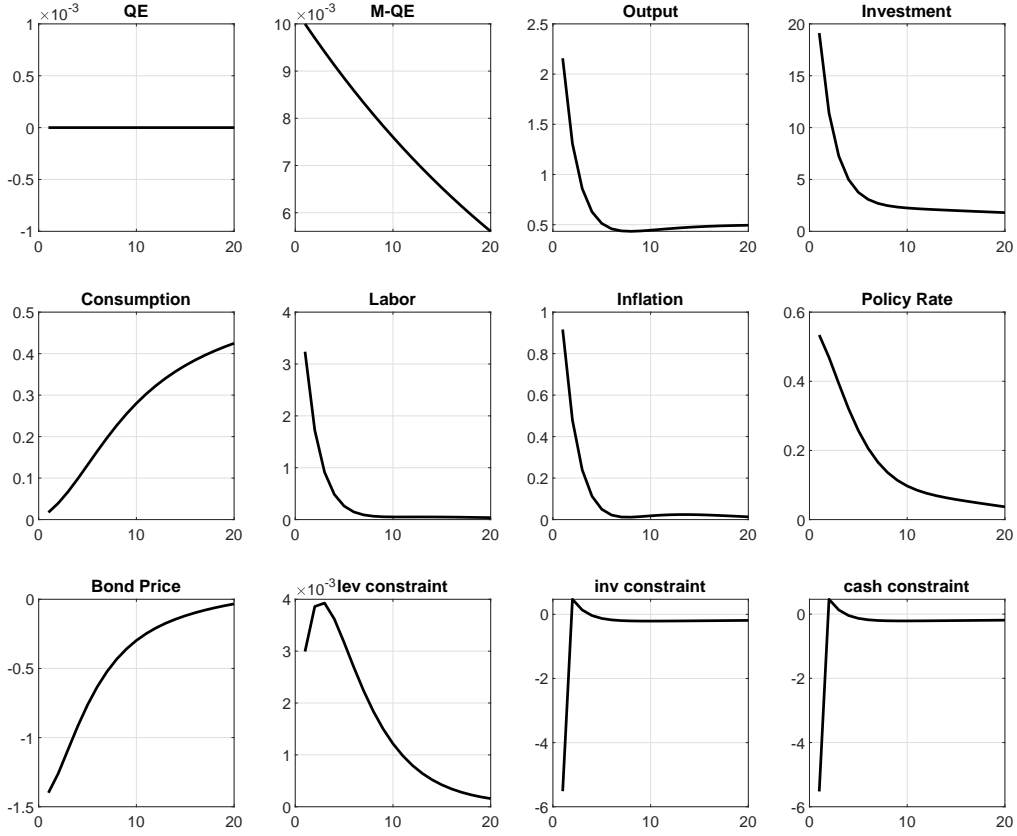 QE
×10-3
1
0.5
0
-0.5
-1
0 10 20
M-QE
×10-3
10
9
8
7
6
0 10 20
Output
2.5
2
1.5
1
0.5
0 10 20
Investment
20
15
10
5
0
0 10 20
Consumption
0.5
0.4
0.3
0.2
0.1
0
0 10 20
Labor
4
3
2
1
0
0 10 20
Inflation
1
0.8
0.6
0.4
0.2
0
0 10 20
Policy Rate
0.6
0.4
0.2
0
0 10 20
Bond Price
0
-0.5
-1
-1.5
0 10 20
lev constraint
×10-3
4
3
2
1
0
0 10 20
inv constraint
0
-2
-4
-6
0 10 20
cash constraint
0
-2
-4
-6
0 10 20